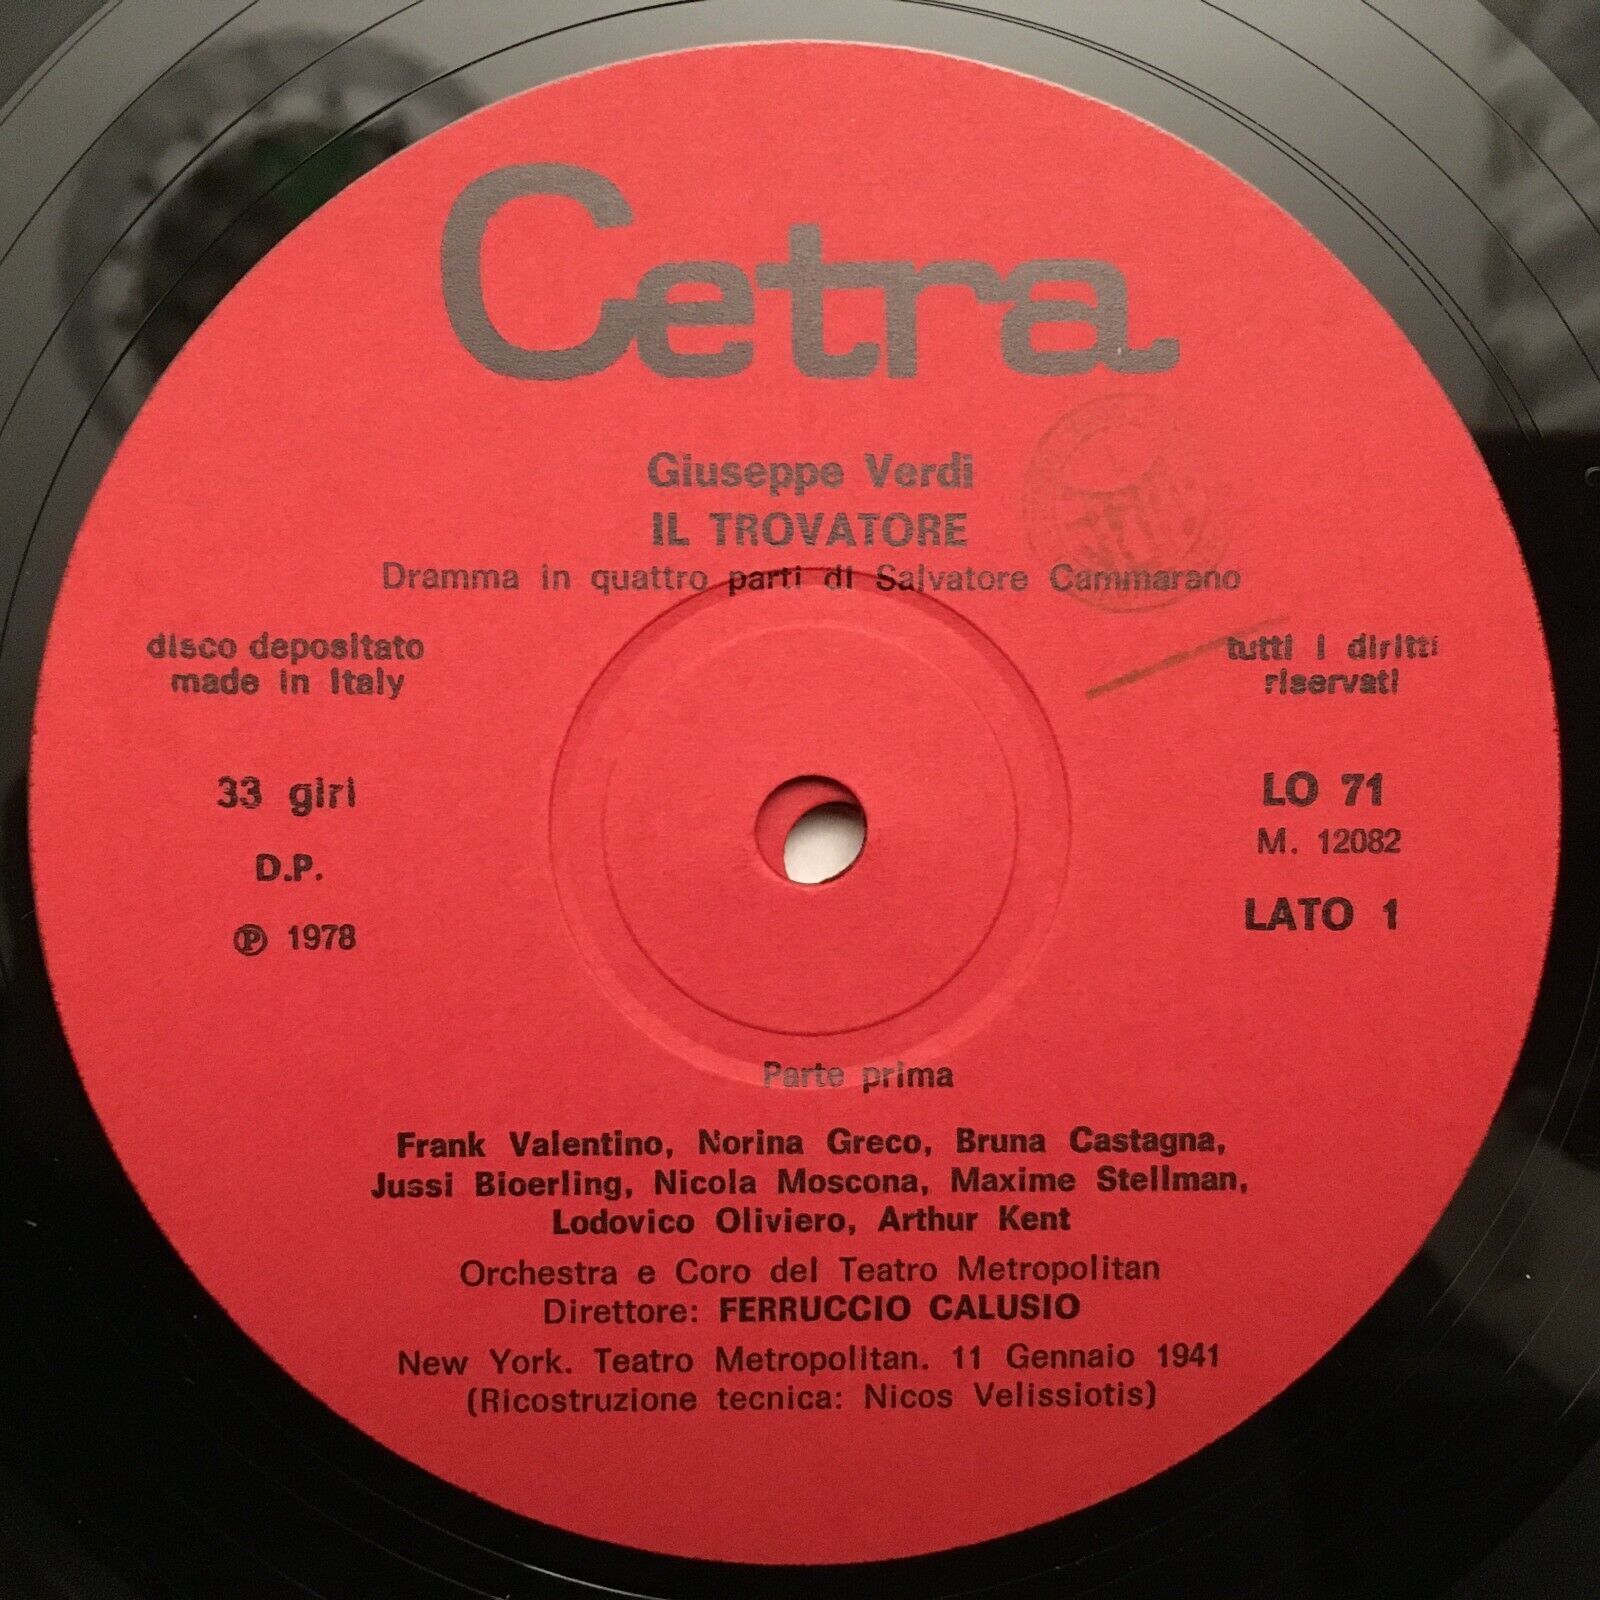 Cetra
Giuseppe Verdi
IL TROVATORE
Dramma in quattro parti di Salvatore Cammarano
disco depositato
made in Italy
tutti i diritti
riservati
33 giri
D.P.
℗ 1978
LO 71
M. 12082
LATO 1
Parte prima
Frank Valentino, Norina Greco, Bruna Castagna,
Jussi Bioerling, Nicola Moscona, Maxime Stellman,
Lodovico Oliviero, Arthur Kent
Orchestra e Coro del Teatro Metropolitan
Direttore: FERRUCCIO CALUSIO
New York. Teatro Metropolitan. 11 Gennaio 1941
(Ricostruzione tecnica: Nicos Velissiotis)